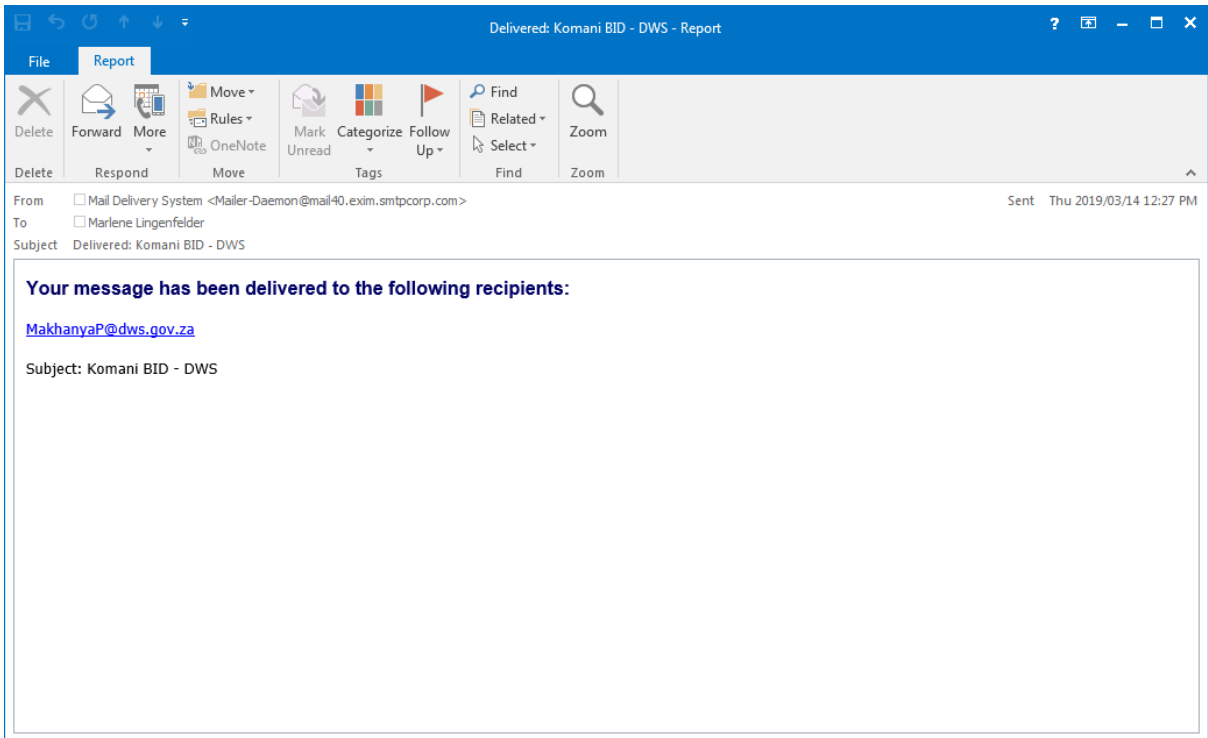 Delivered: Komani BID - DWS - Report
?
File Report
Delete
Forward
More
Move
Rules
OneNote
Mark Unread
Categorize
Follow Up
Find
Related
Select
Zoom
Delete Respond Move Tags Find Zoom
From Mail Delivery System <Mailer-Daemon@mail40.exim.smtpcorp.com> Sent Thu 2019/03/14 12:27 PM
To Marlene Lingenfelder
Subject Delivered: Komani BID - DWS
Your message has been delivered to the following recipients:
MakhanyaP@dws.gov.za
Subject: Komani BID - DWS